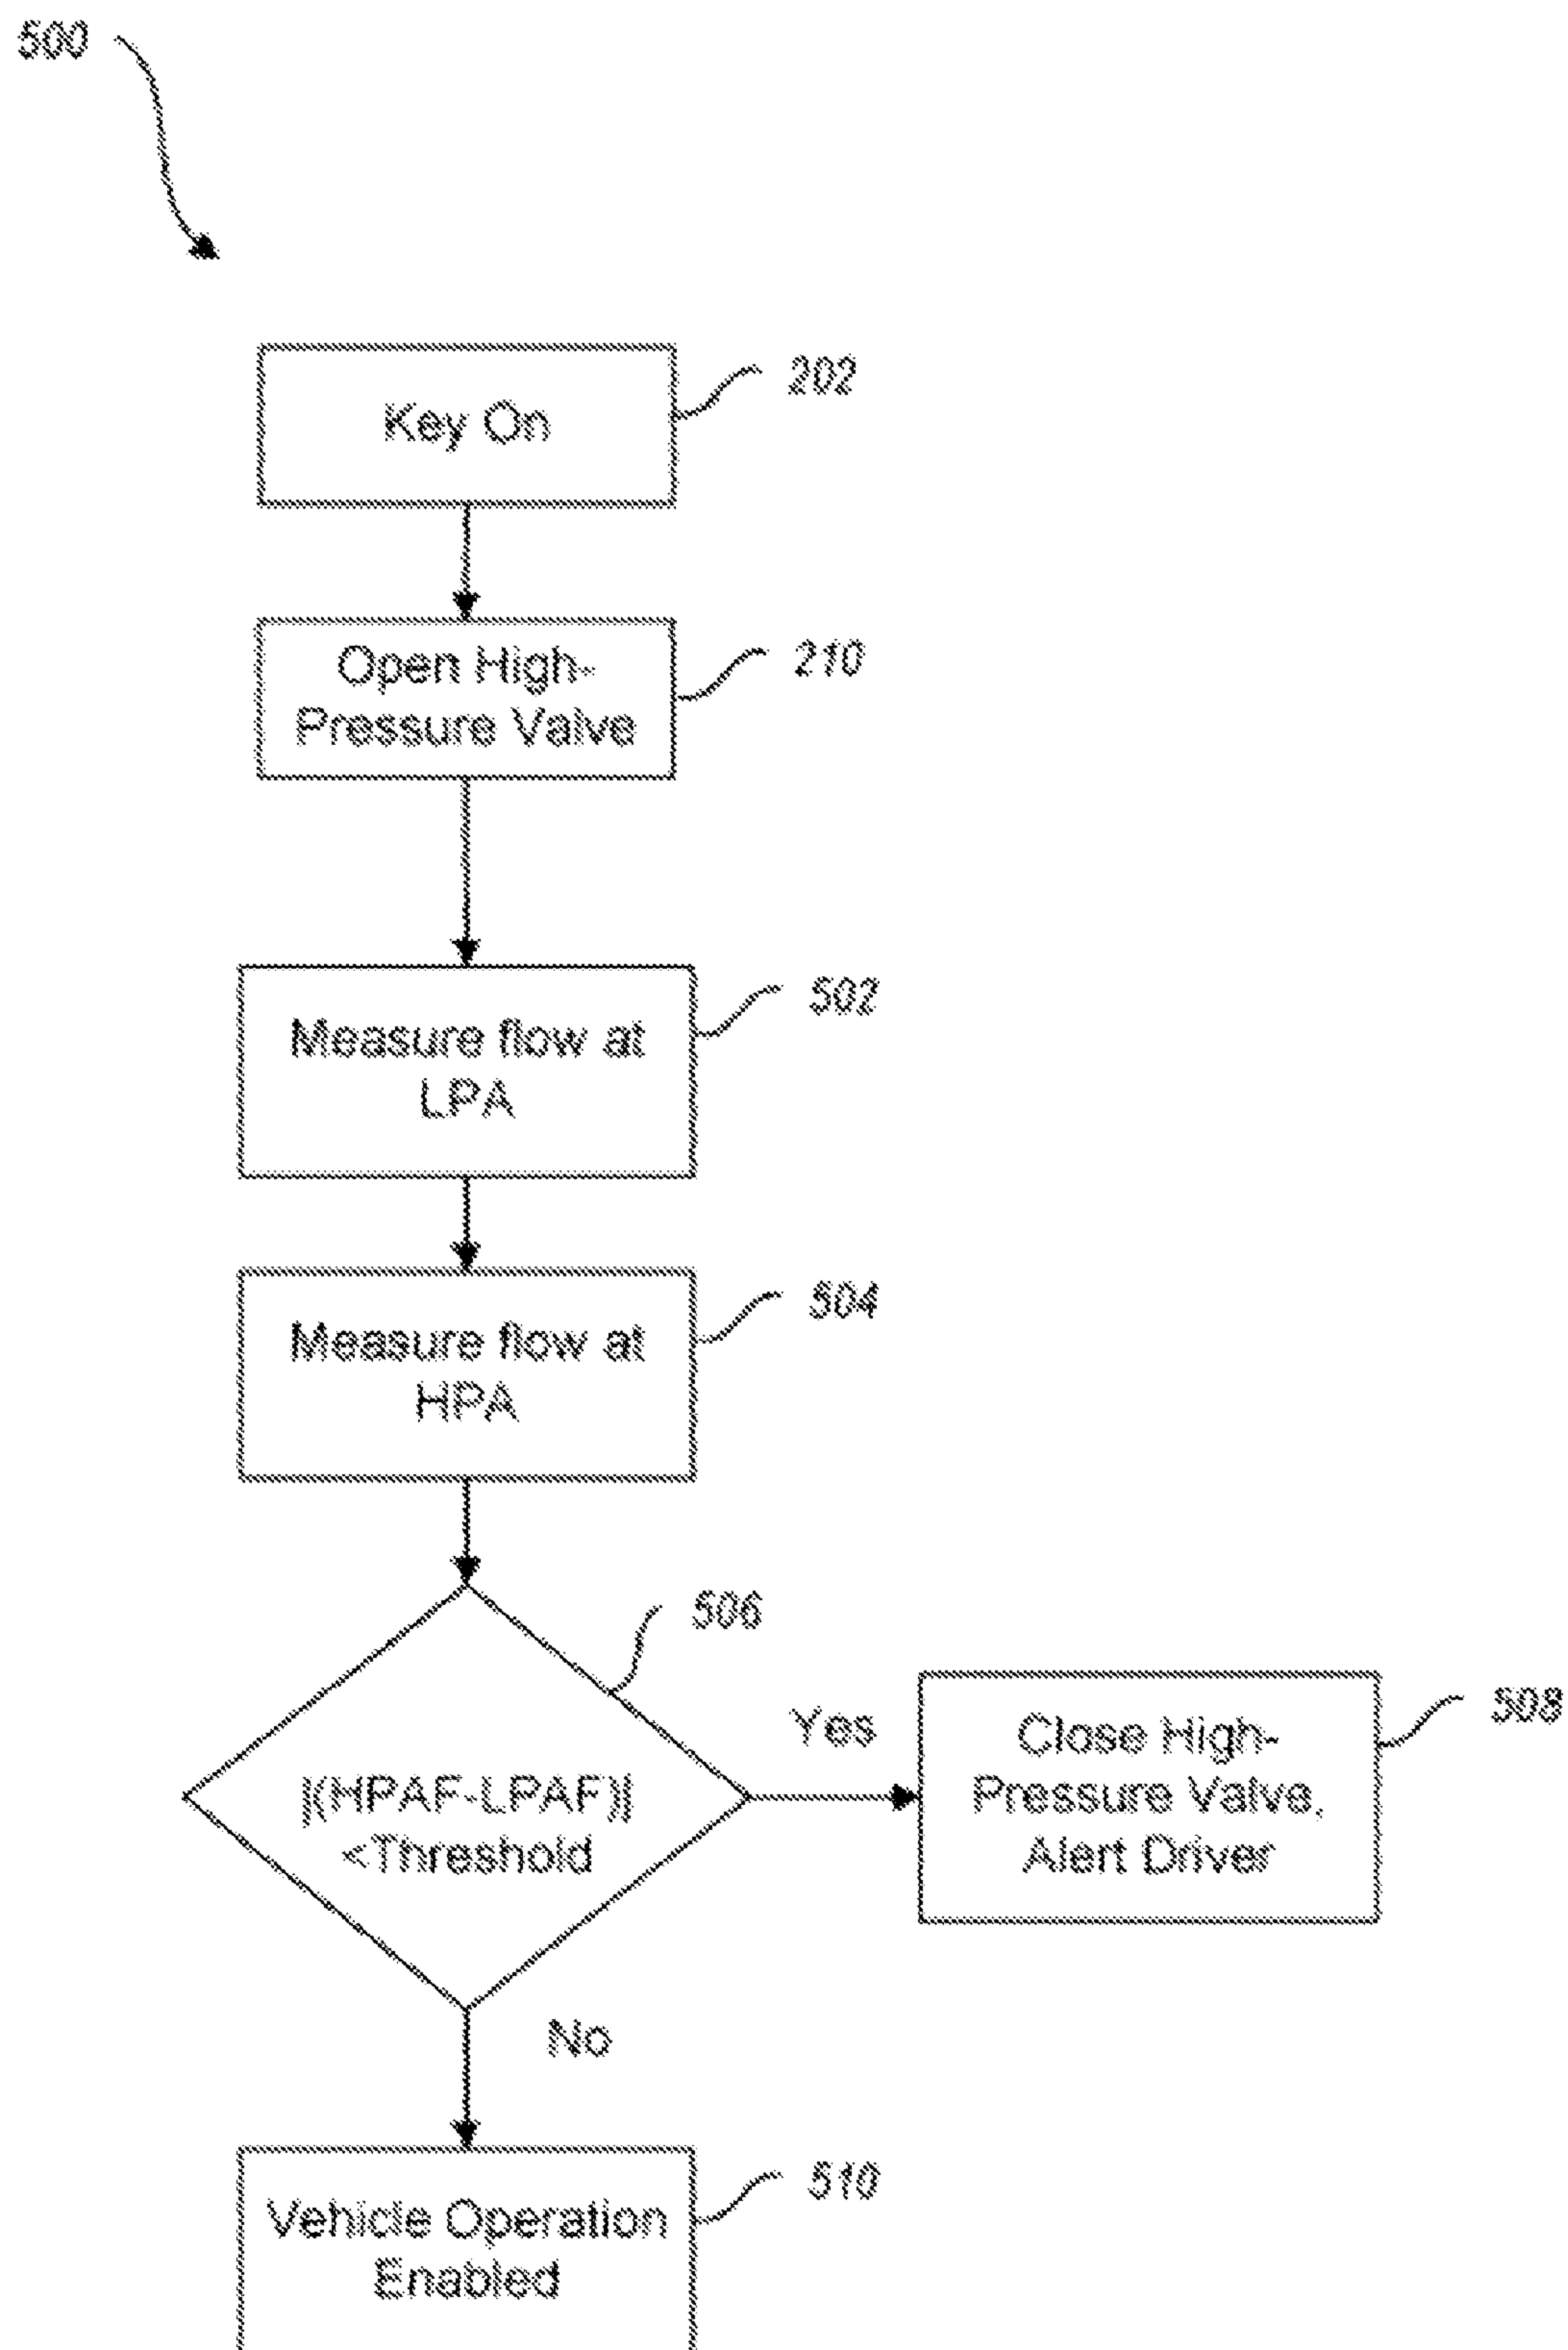 500
Key On
202
Open High-
Pressure Valve
210
Measure flow at
LPA
502
Measure flow at
HPA
504
506
|(HPAF-LPAF)|
<Threshold
Yes
Close High-
Pressure Valve,
Alert Driver
508
No
Vehicle Operation
Enabled
510